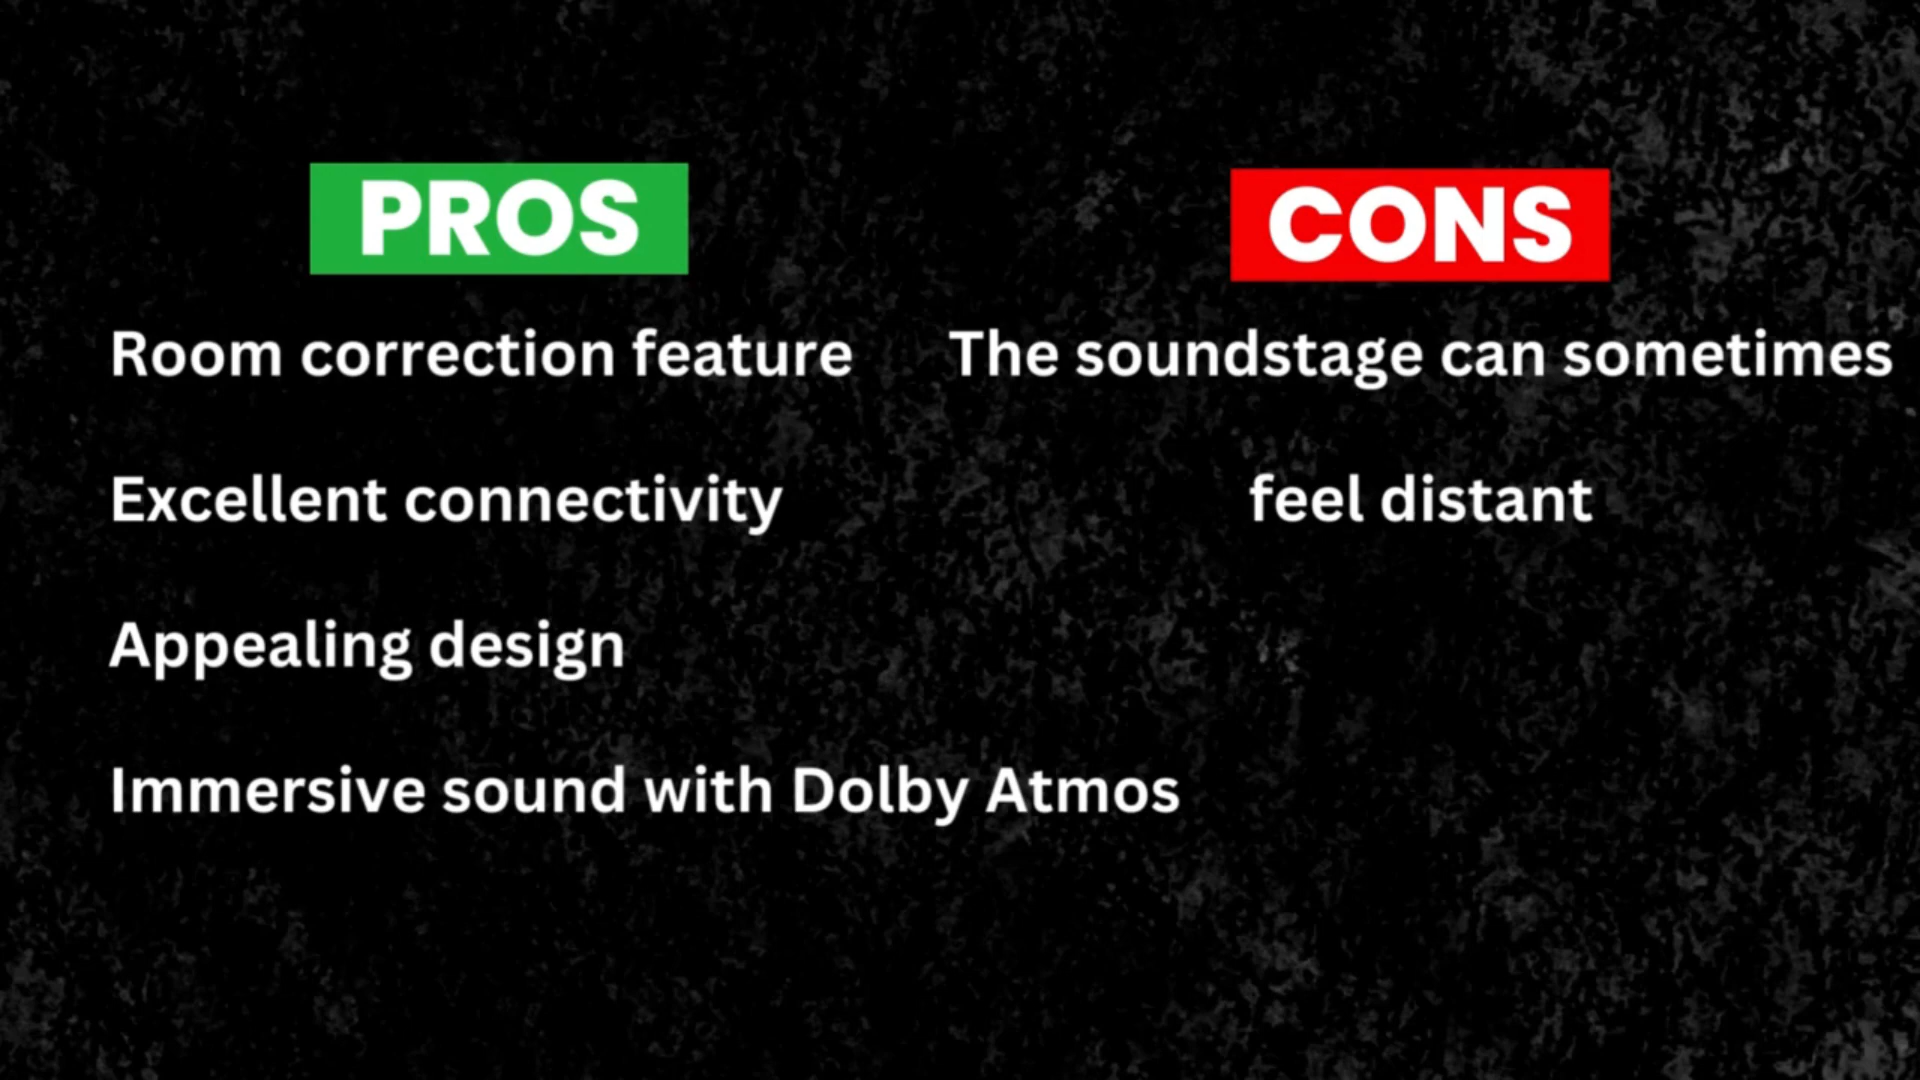 PROS
Room correction feature
Excellent connectivity
Appealing design
Immersive sound with Dolby Atmos
CONS
The soundstage can sometimes
feel distant